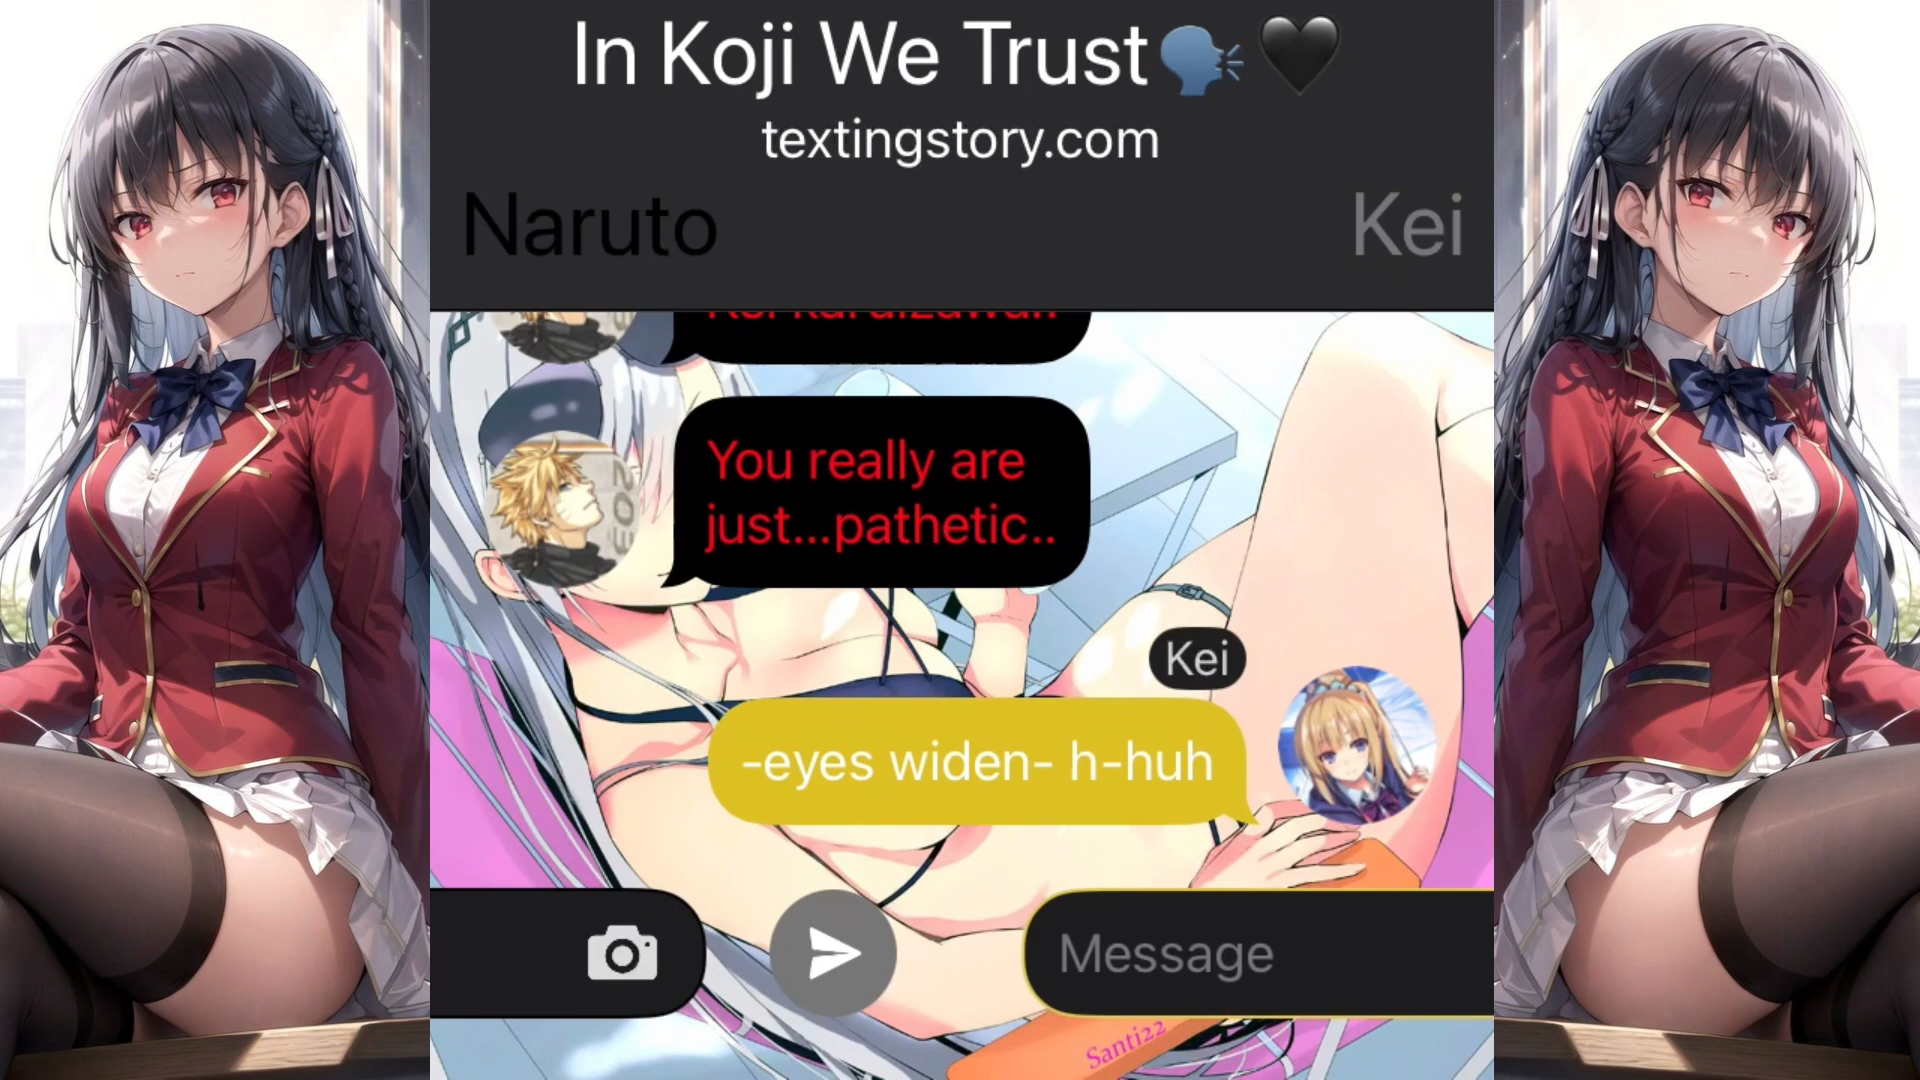 In Koji We Trust
textingstory.com
Naruto
Kei
You really are
just...pathetic..
Kei
-eyes widen- h-huh
Message
Santi22